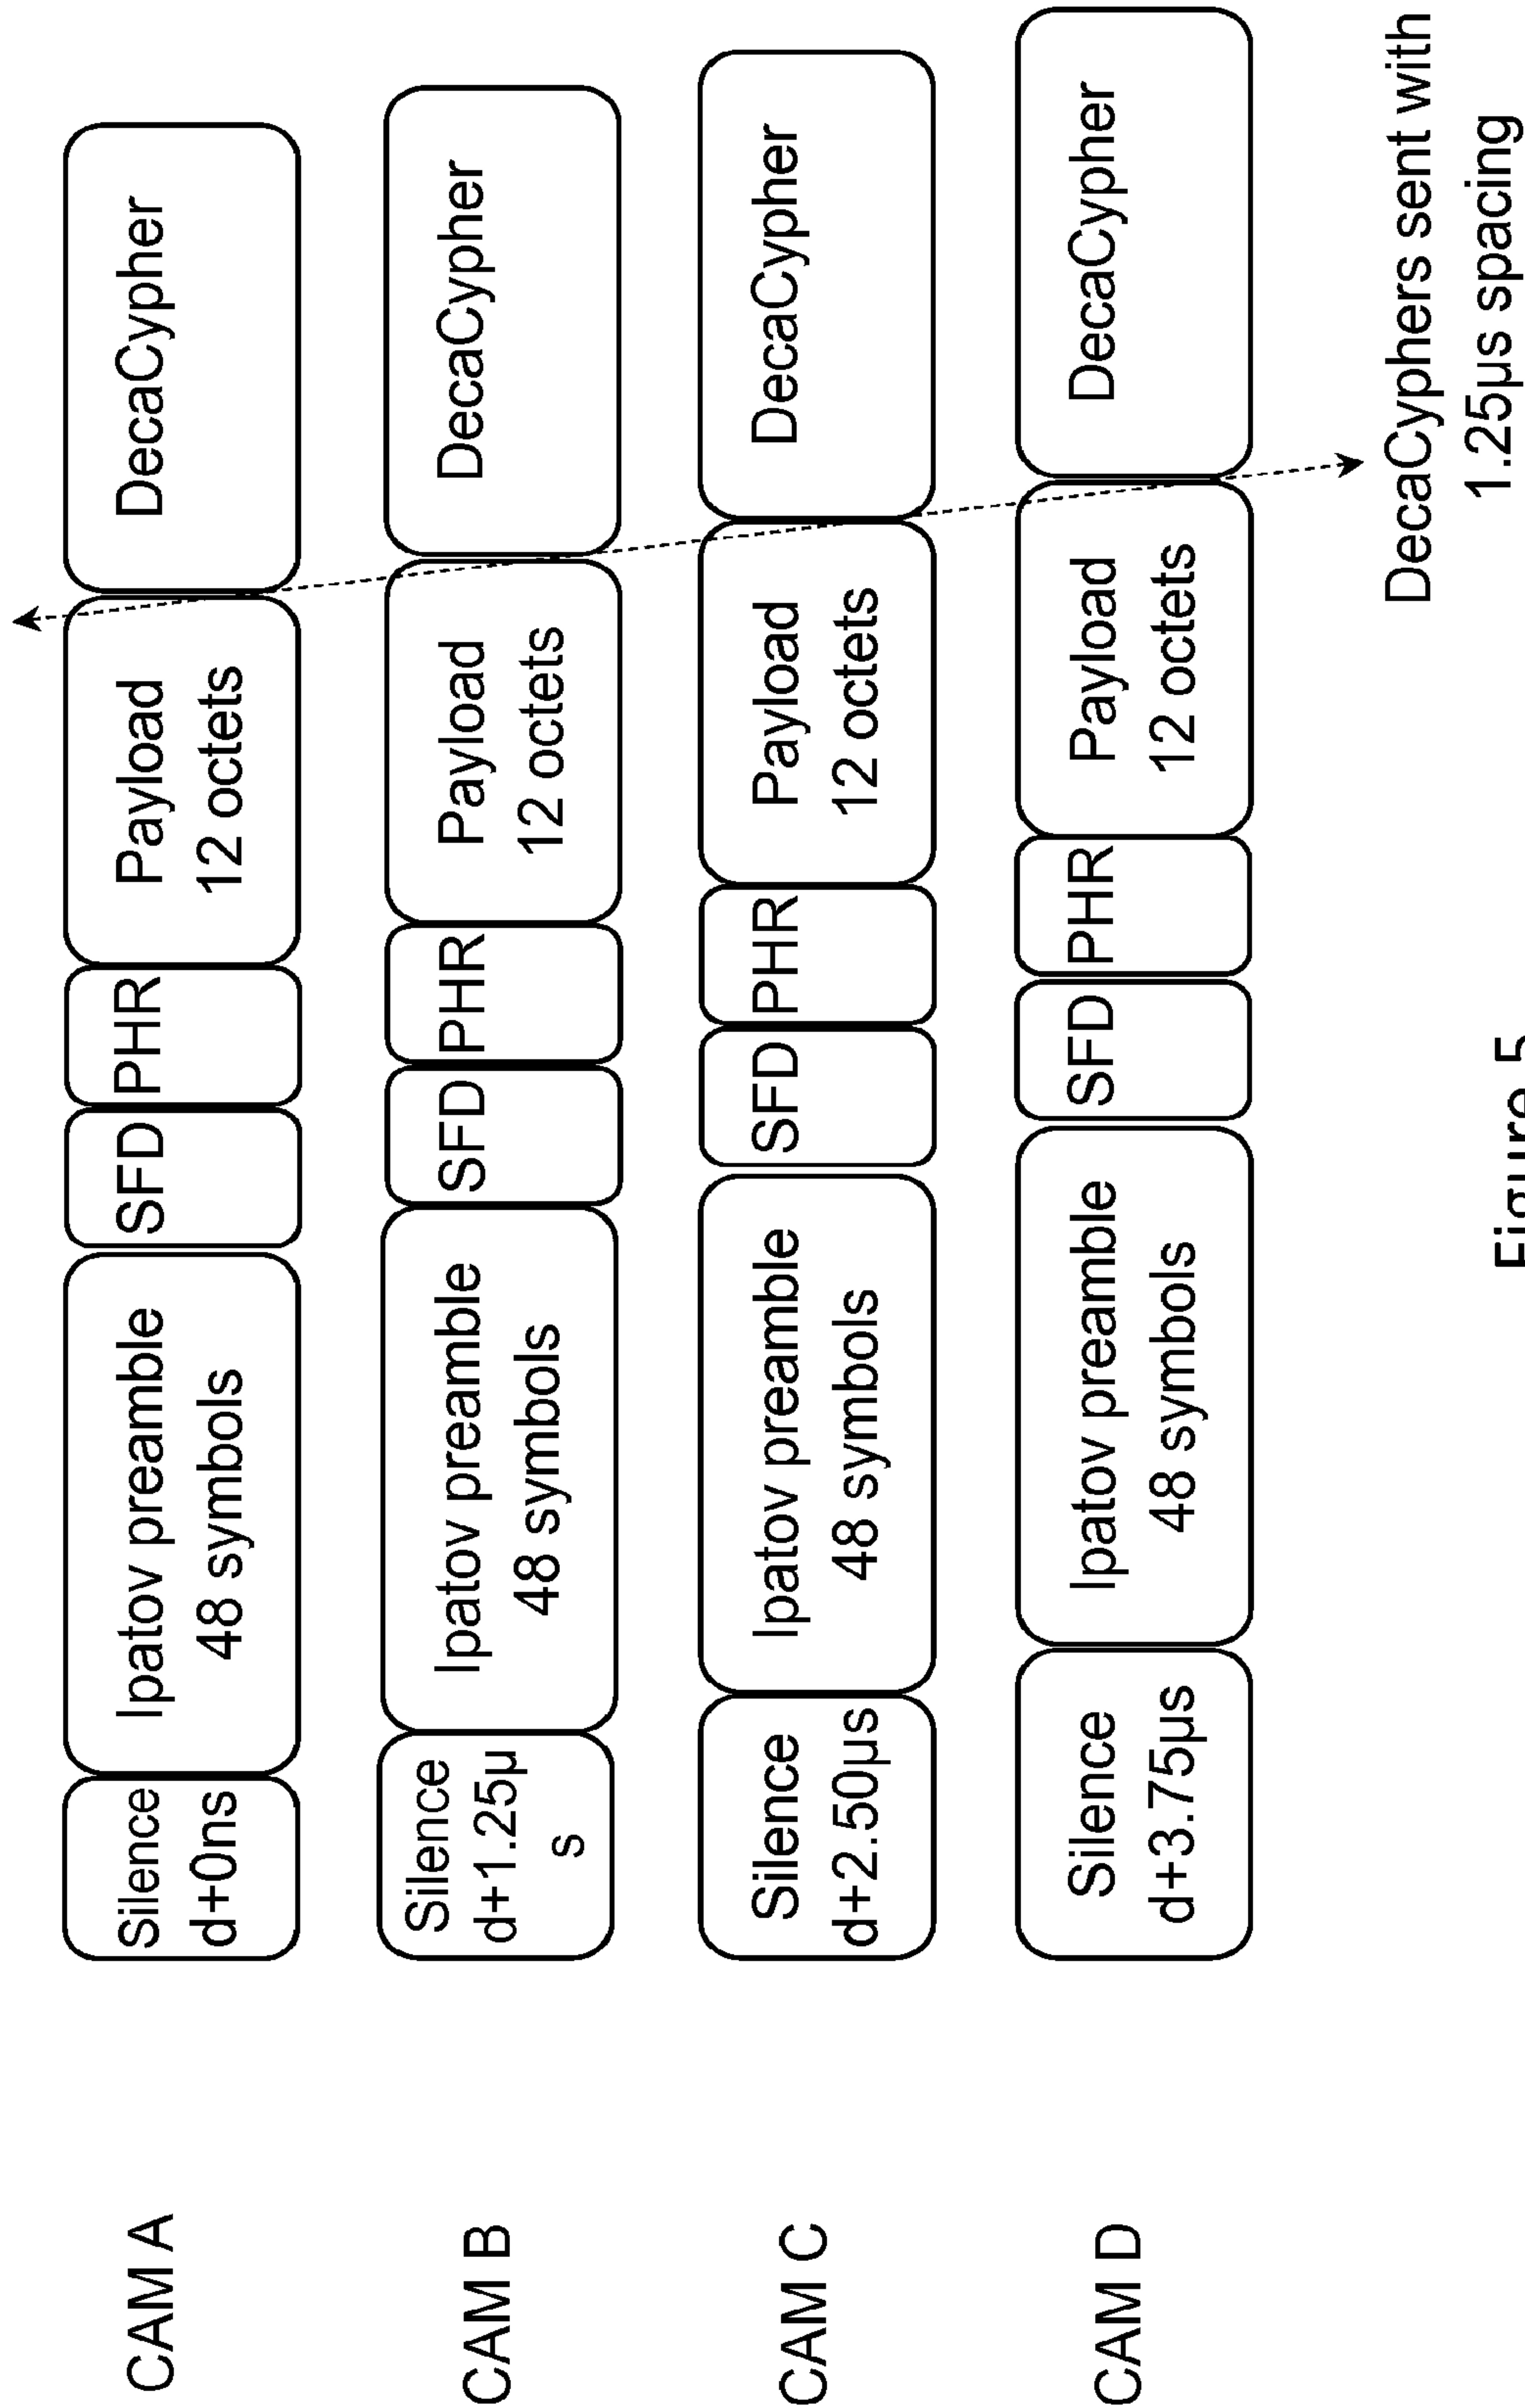 CAM A
Silence
d+0ns
Ipatov preamble
48 symbols
SFD
PHR
Payload
12 octets
DecaCypher
CAM B
Silence
d+1.25µ
s
Ipatov preamble
48 symbols
SFD
PHR
Payload
12 octets
DecaCypher
CAM C
Silence
d+2.50µs
Ipatov preamble
48 symbols
SFD
PHR
Payload
12 octets
DecaCypher
CAM D
Silence
d+3.75µs
Ipatov preamble
48 symbols
SFD
PHR
Payload
12 octets
DecaCypher
DecaCyphers sent with
1.25µs spacing
Figure 5